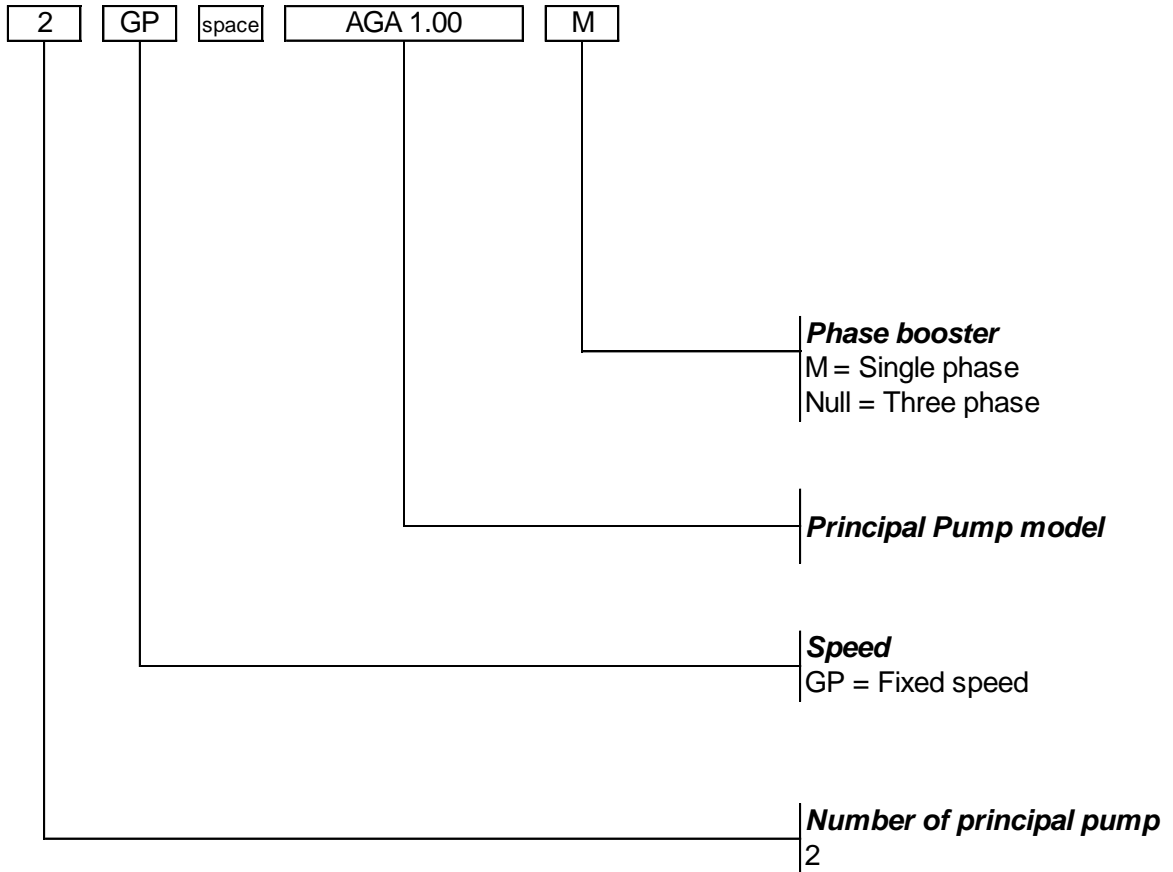 2 GP space AGA 1.00 M
Phase booster
M = Single phase
Null = Three phase
Principal Pump model
Speed
GP = Fixed speed
Number of principal pump
2